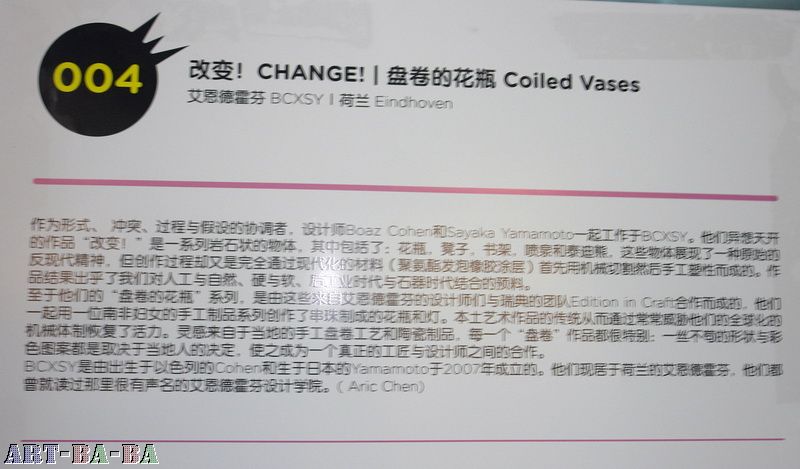 004
改变！CHANGE! | 盘卷的花瓶 Coiled Vases
艾恩德霍芬 BCXSY | 荷兰 Eindhoven
作为形式、冲突、过程与假设的协调者，设计师Boaz Cohen和Sayaka Yamamoto一起工作于BCXSY。他们异想天开
的作品“改变！”是一系列岩石状的物体，其中包括了：花瓶，凳子，书架，喷泉和泰迪熊，这些物体展现了一种原始的
反现代精神，但创作过程却又是完全通过现代化的材料（聚氨酯发泡橡胶涂层）首先用机械切割然后手工塑性而成的。作
品结果出乎了我们对人工与自然、硬与软、后工业时代与石器时代结合的预料。
至于他们的“盘卷的花瓶”系列，是由这些来自艾恩德霍芬的设计师们与瑞典的团队Edition in Craft合作而成的，他们
一起用一位南非妇女的手工制品系列创作了串珠制成的花瓶和灯。本土艺术作品的传统从而通过常常威胁他们的全球化的
机械体制恢复了活力。灵感来自于当地的手工盘卷工艺和陶瓷制品，每一个“盘卷”作品都很特别：一丝不苟的形状与彩
色图案都是取决于当地人的决定，使之成为一个真正的工匠与设计师之间的合作。
BCXSY是由出生于以色列的Cohen和生于日本的Yamamoto于2007年成立的。他们现居于荷兰的艾恩德霍芬，他们都
曾就读过那里很有声名的艾恩德霍芬设计学院。( Aric Chen)
ART-BA-BA